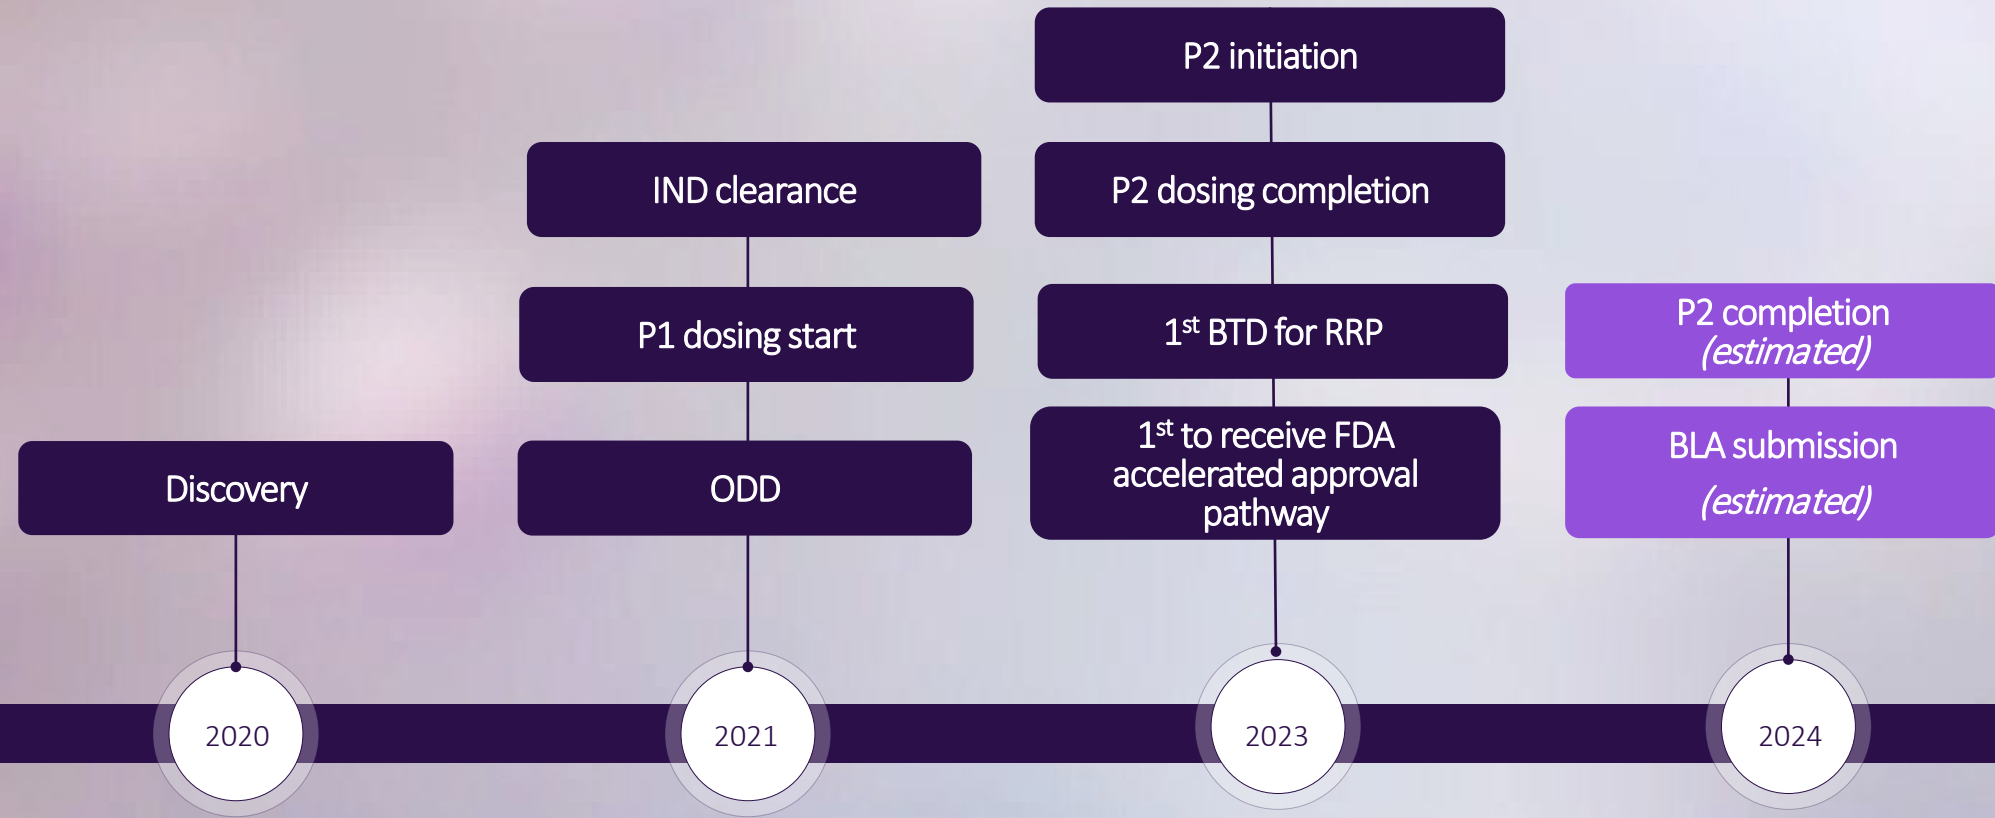 P2 initiation
IND clearance
P2 dosing completion
P1 dosing start
1st BTD for RRP
P2 completion
(estimated)
Discovery
ODD
1st to receive FDA
accelerated approval
pathway
BLA submission
(estimated)
2020
2021
2023
2024